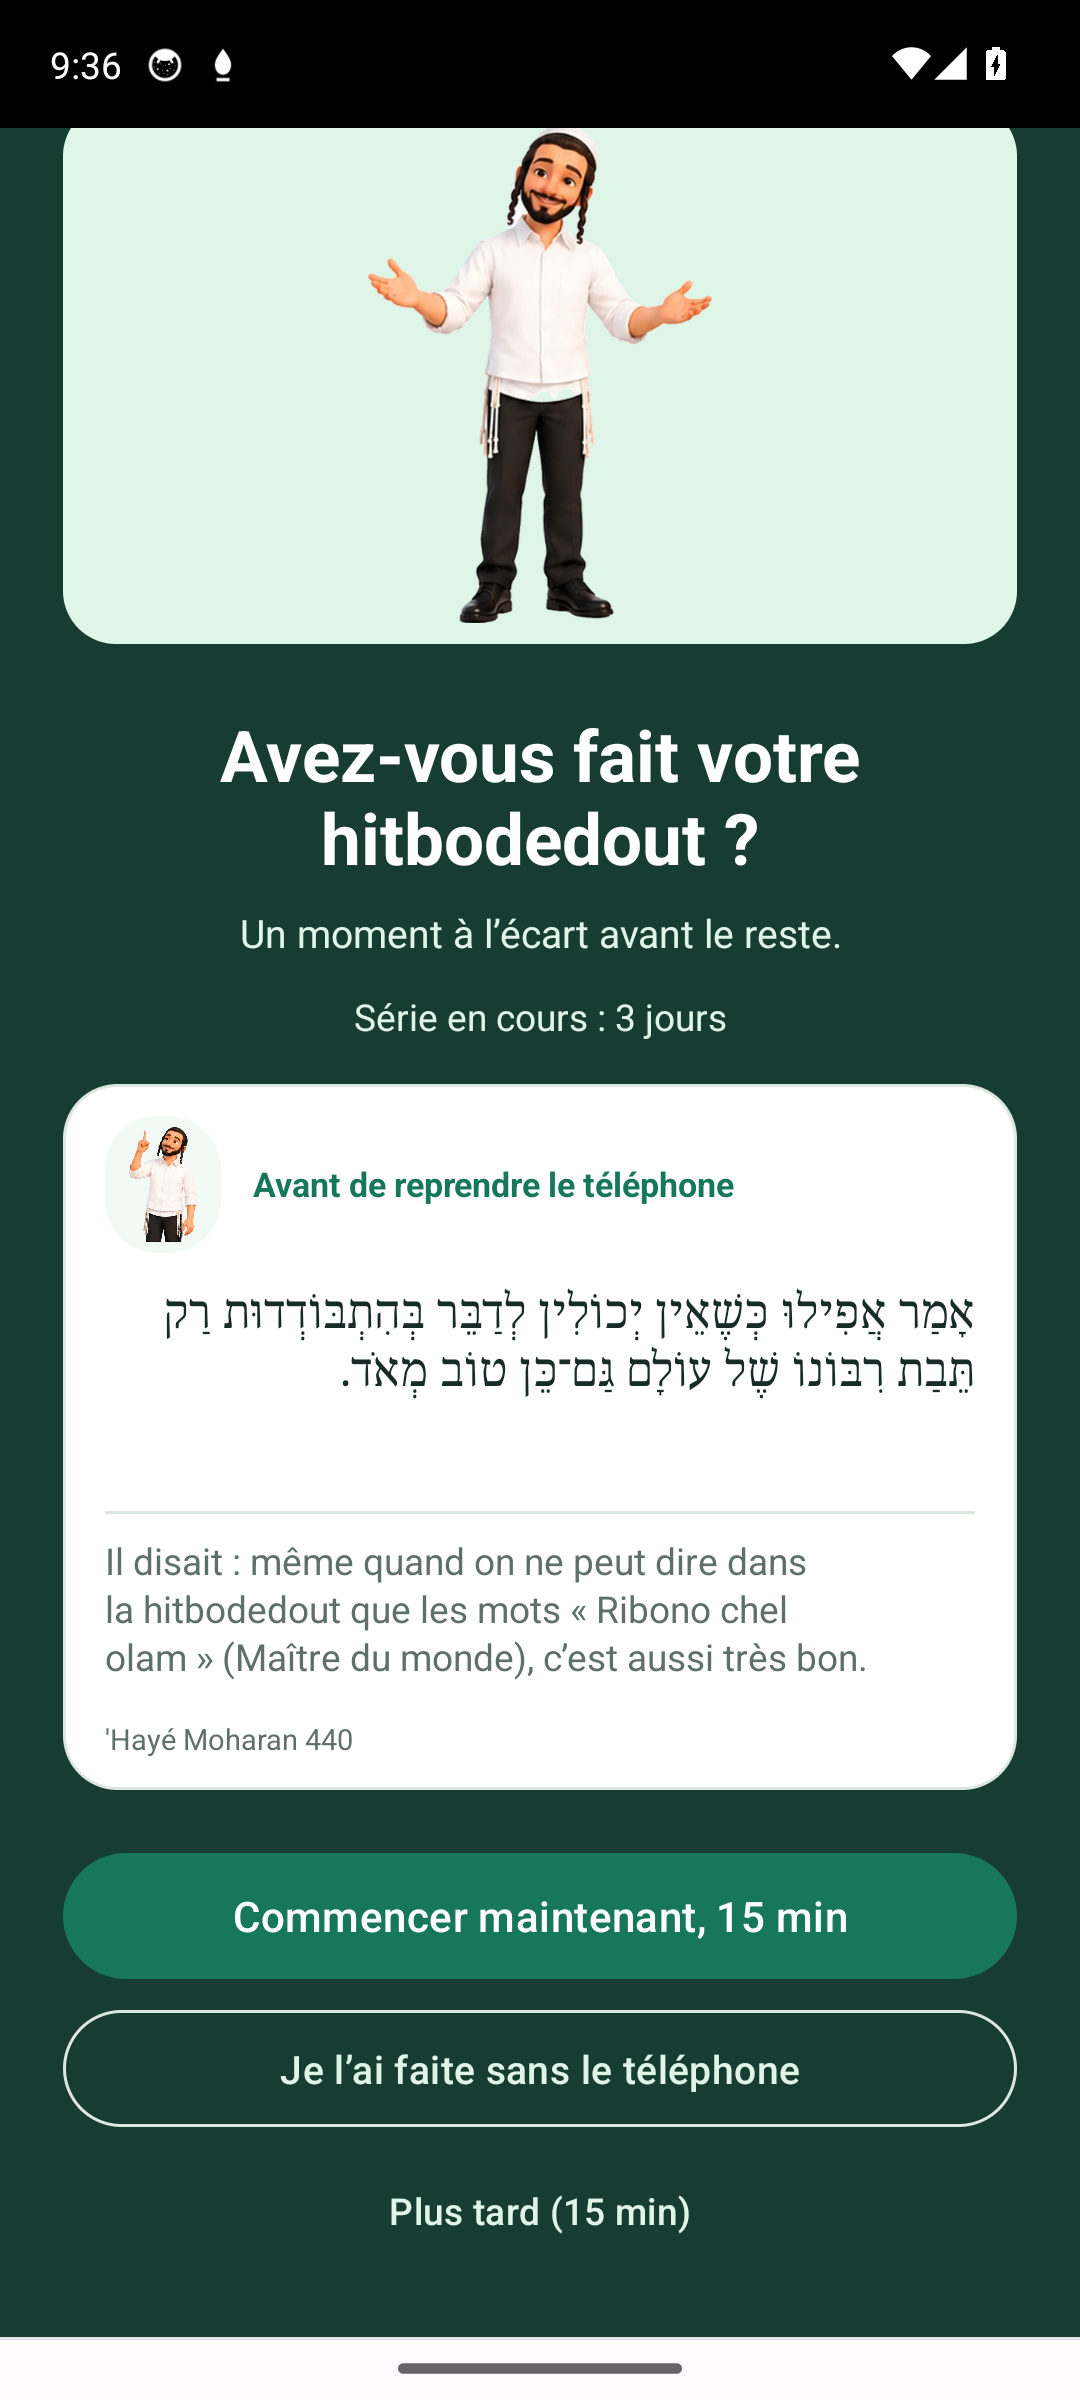 9:36
Avez-vous fait votre
hitbodedout ?
Un moment à l’écart avant le reste.
Série en cours : 3 jours
Avant de reprendre le téléphone
אָמַר אֲפִילוּ כְּשֶׁאֵין יְכוֹלִין לְדַבֵּר בְּהִתְבּוֹדְדוּת רַק
תֵּבַת רִבּוֹנוֹ שֶׁל עוֹלָם גַּם־כֵּן טוֹב מְאֹד.
Il disait : même quand on ne peut dire dans
la hitbodedout que les mots « Ribono chel
olam » (Maître du monde), c’est aussi très bon.
'Hayé Moharan 440
Commencer maintenant, 15 min
Je l’ai faite sans le téléphone
Plus tard (15 min)